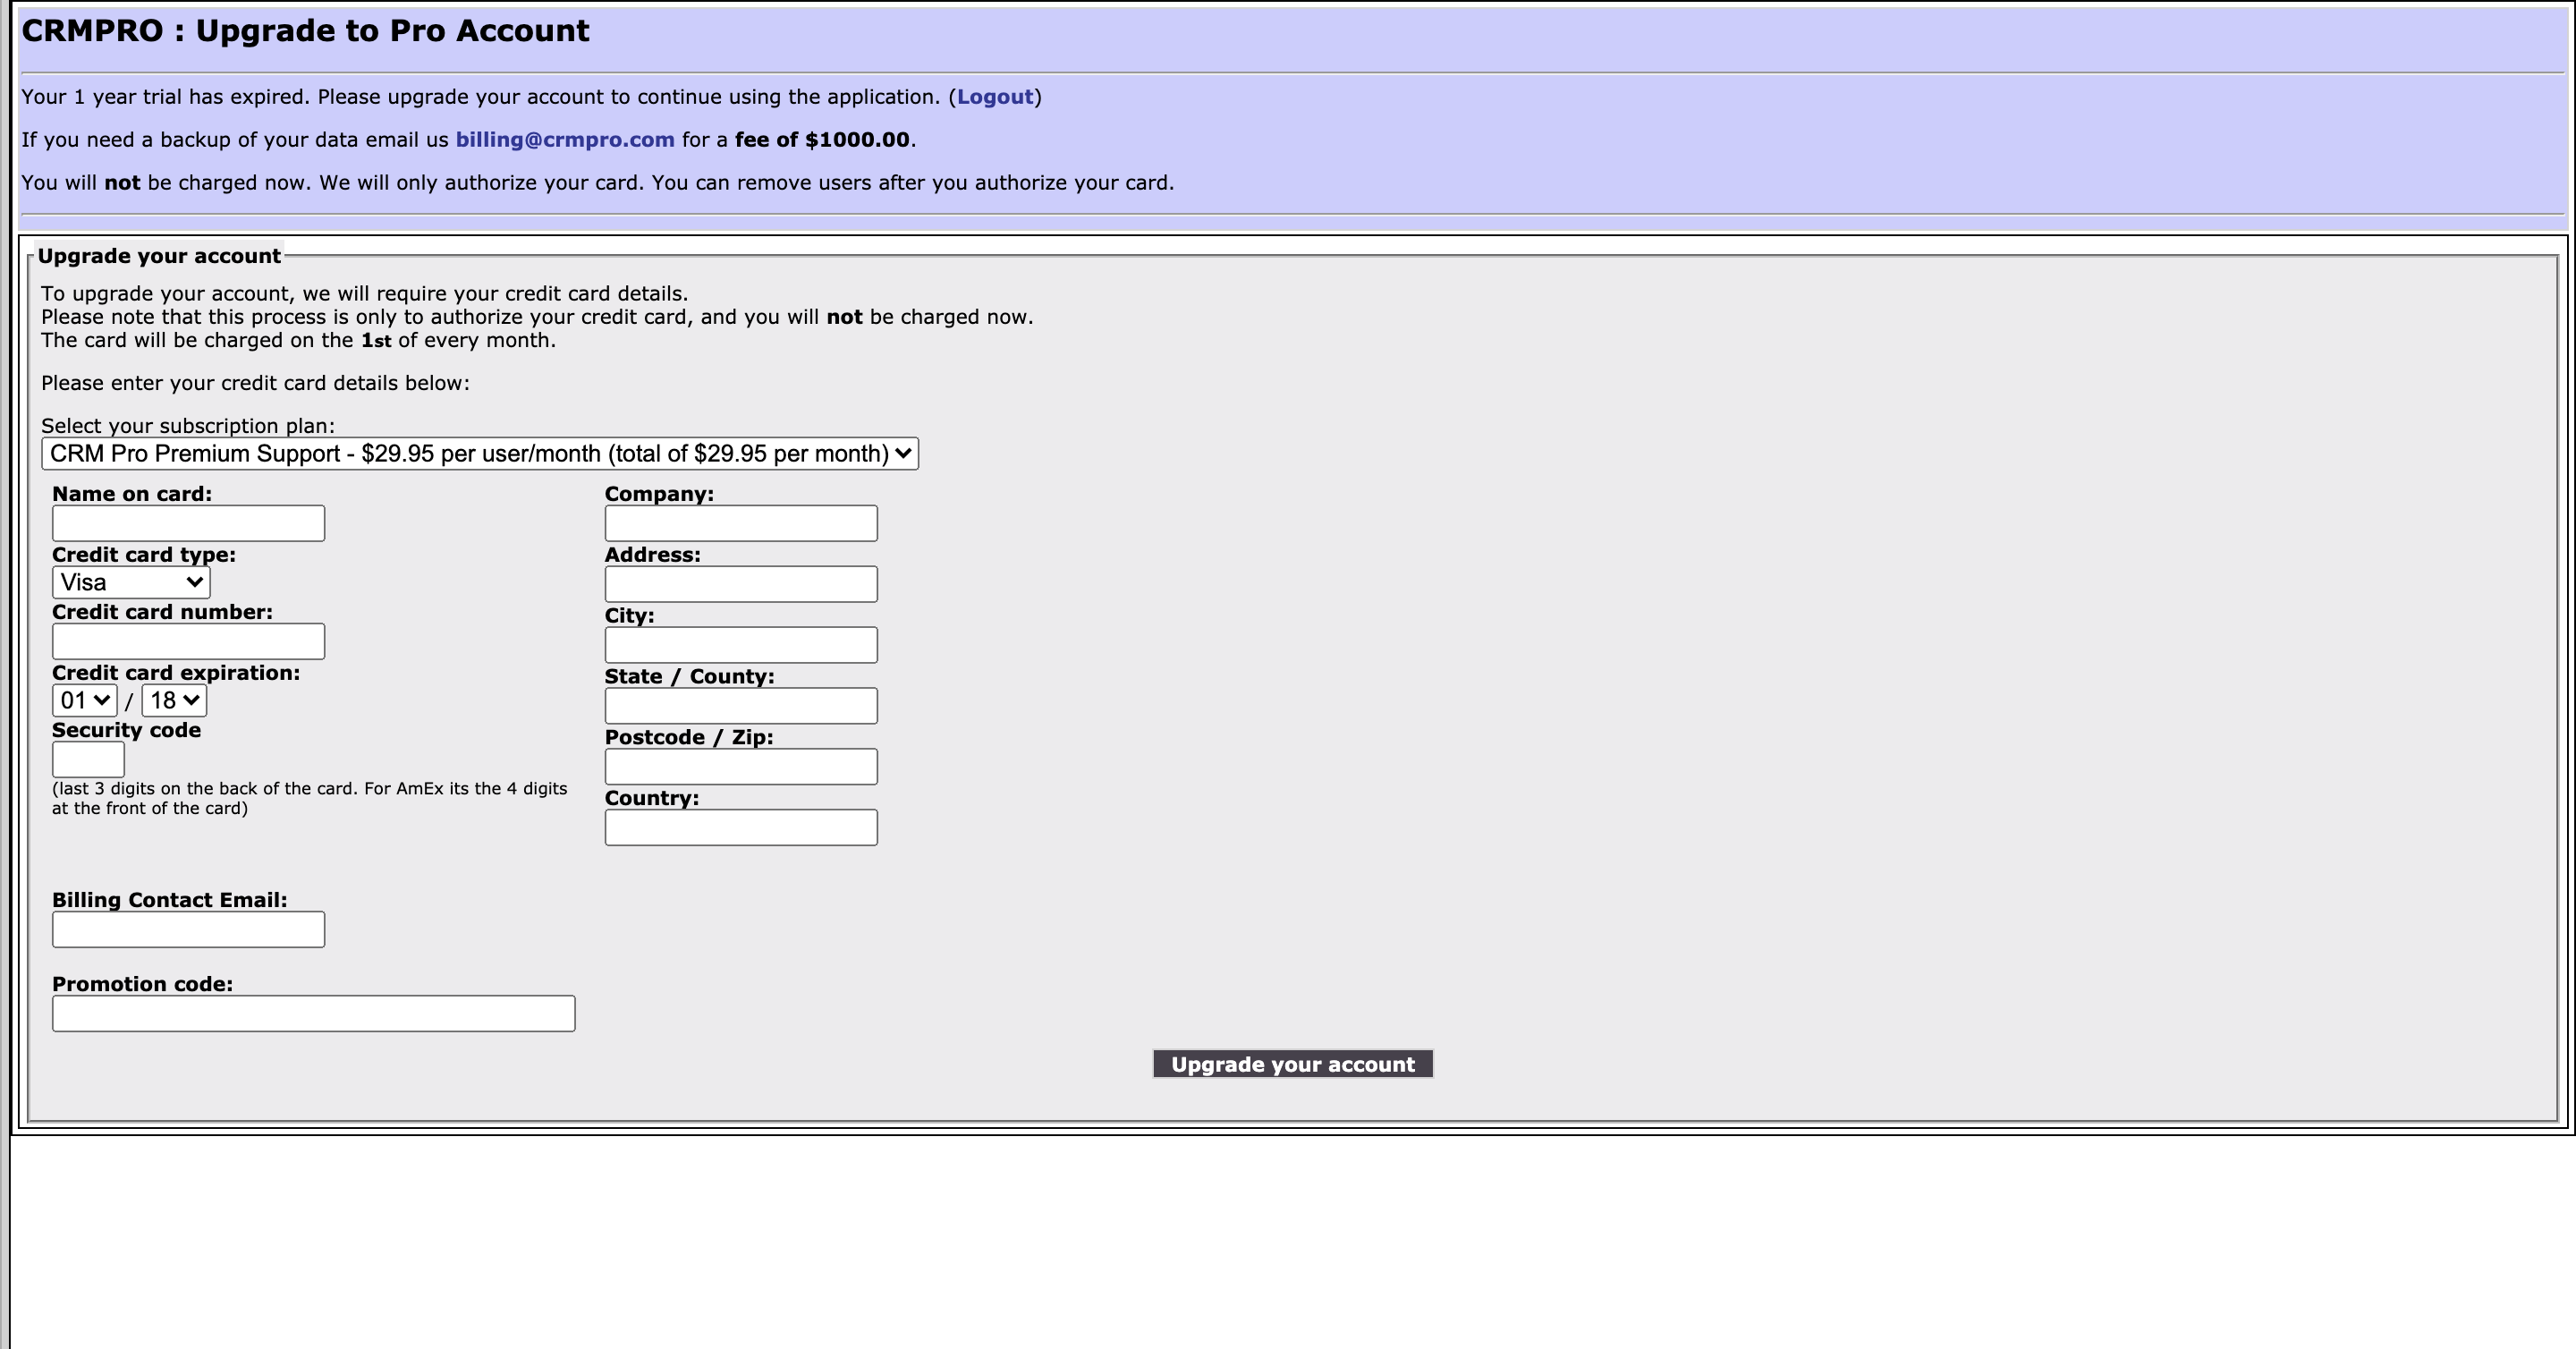 CRMPRO : Upgrade to Pro Account
Your 1 year trial has expired. Please upgrade your account to continue using the application. (Logout)
If you need a backup of your data email us billing@crmpro.com for a fee of $1000.00.
You will not be charged now. We will only authorize your card. You can remove users after you authorize your card.
Upgrade your account
To upgrade your account, we will require your credit card details.
Please note that this process is only to authorize your credit card, and you will not be charged now.
The card will be charged on the 1st of every month.
Please enter your credit card details below:
Select your subscription plan:
CRM Pro Premium Support - $29.95 per user/month (total of $29.95 per month)
Name on card:
Credit card type:
Visa
Credit card number:
Credit card expiration:
01 / 18
Security code
(last 3 digits on the back of the card. For AmEx its the 4 digits
at the front of the card)
Company:
Address:
City:
State / County:
Postcode / Zip:
Country:
Billing Contact Email:
Promotion code:
Upgrade your account